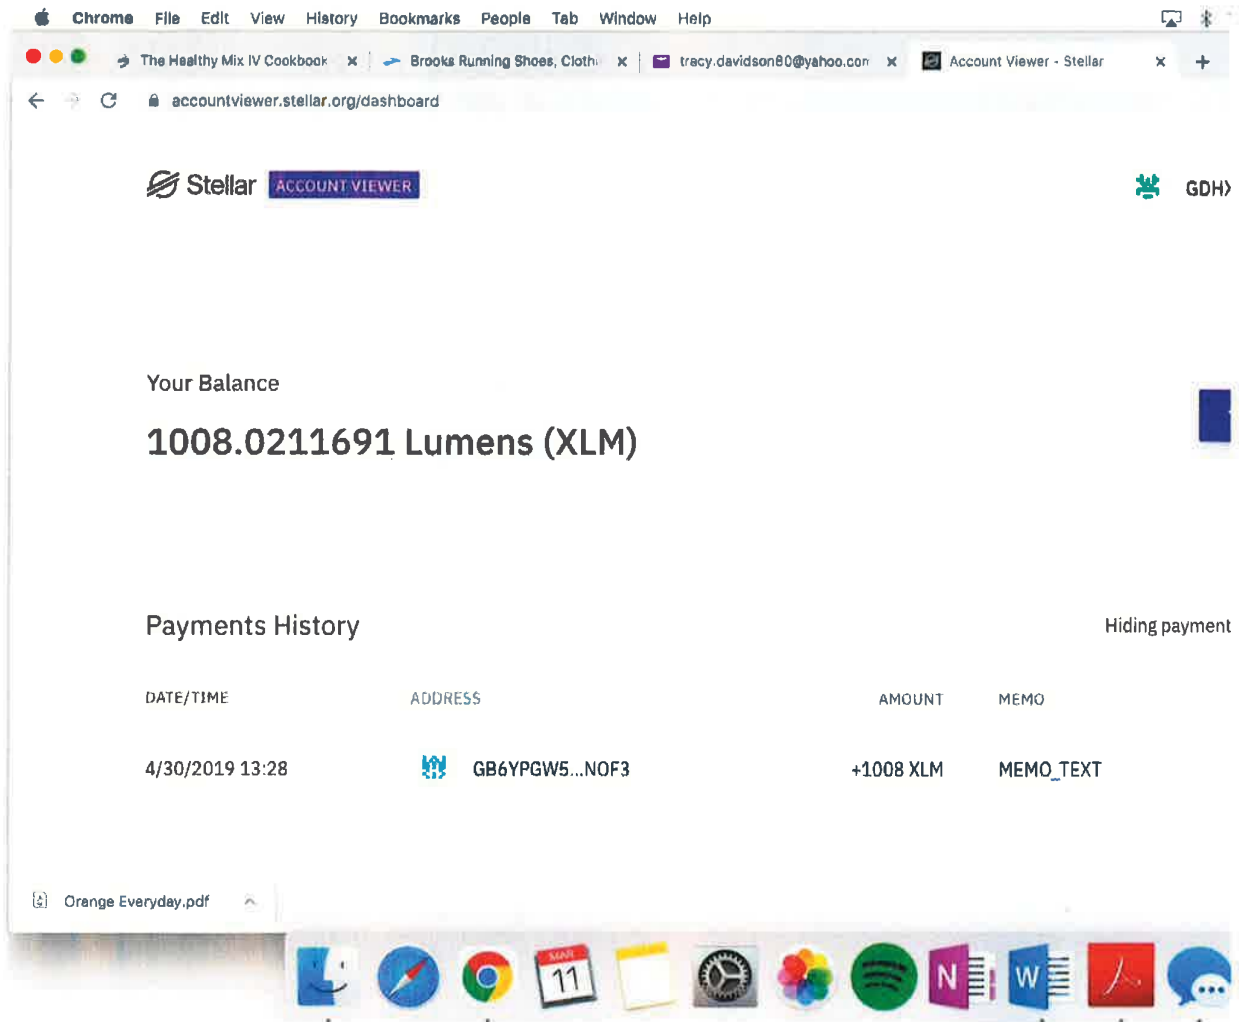 Chrome File Edit View History Bookmarks People Tab Window Help
The Healthy Mix IV Cookbook Brooks Running Shoes, Cloth tracy.davidson80@yahoo.com Account Viewer - Stellar
accountviewer.stellar.org/dashboard
Stellar ACCOUNT VIEWER GDHX
Your Balance
1008.0211691 Lumens (XLM)
Payments History Hiding payment
DATE/TIME ADDRESS AMOUNT MEMO
4/30/2019 13:28 GB6YPGW5...NOF3 +1008 XLM MEMO_TEXT
Orange Everyday.pdf
MAR
11
N W